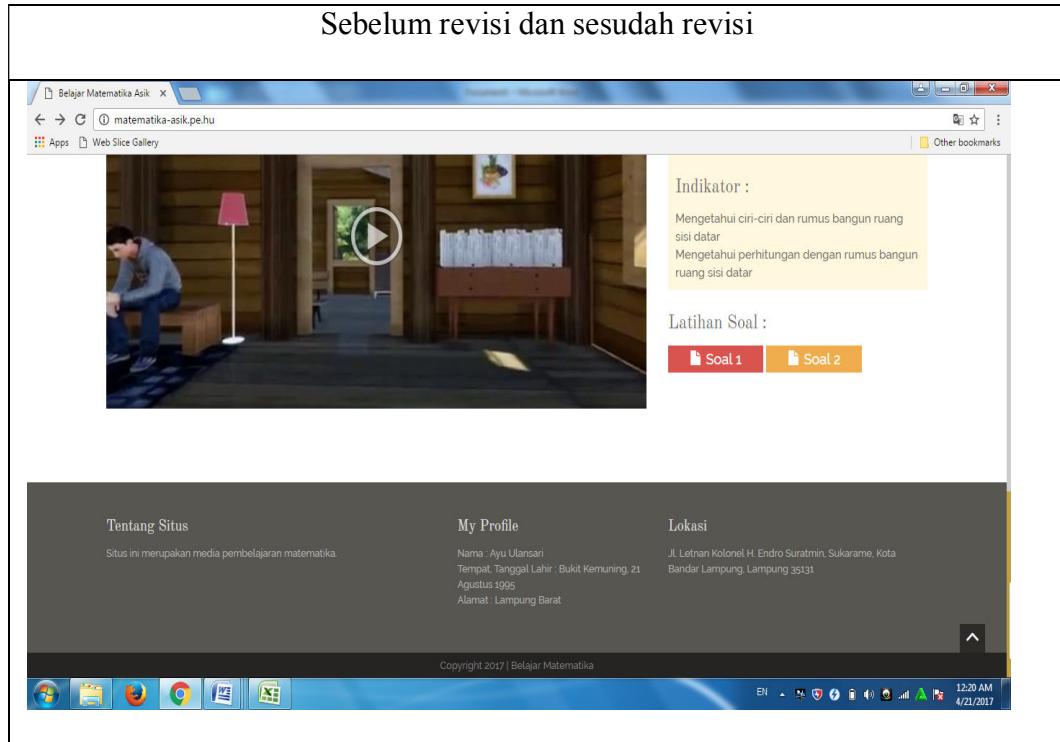 Sebelum revisi dan sesudah revisi
Belajar Matematika Asik
matematika-asik.pe.hu
Apps Web Slice Gallery Other bookmarks
Indikator :
Mengetahui ciri-ciri dan rumus bangun ruang
sisi datar
Mengetahui perhitungan dengan rumus bangun
ruang sisi datar
Latihan Soal :
Soal 1 Soal 2
Tentang Situs
Situs ini merupakan media pembelajaran matematika.
My Profile
Nama : Ayu Ulansari
Tempat, Tanggal Lahir : Bukit Kemuning, 21
Agustus 1995
Alamat : Lampung Barat
Lokasi
Jl. Letnan Kolonel H. Endro Suratmin, Sukarame, Kota
Bandar Lampung, Lampung 35131
Copyright 2017 | Belajar Matematika
EN 12:20 AM
4/21/2017